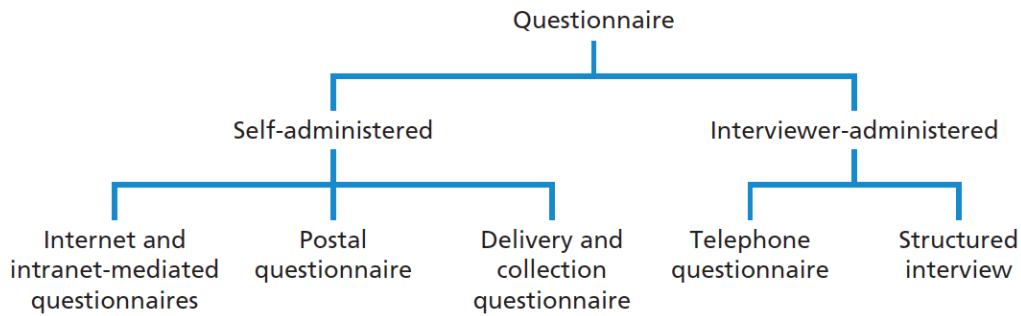 Questionnaire
Self-administered
Interviewer-administered
Internet and
intranet-mediated
questionnaires
Postal
questionnaire
Delivery and
collection
questionnaire
Telephone
questionnaire
Structured
interview